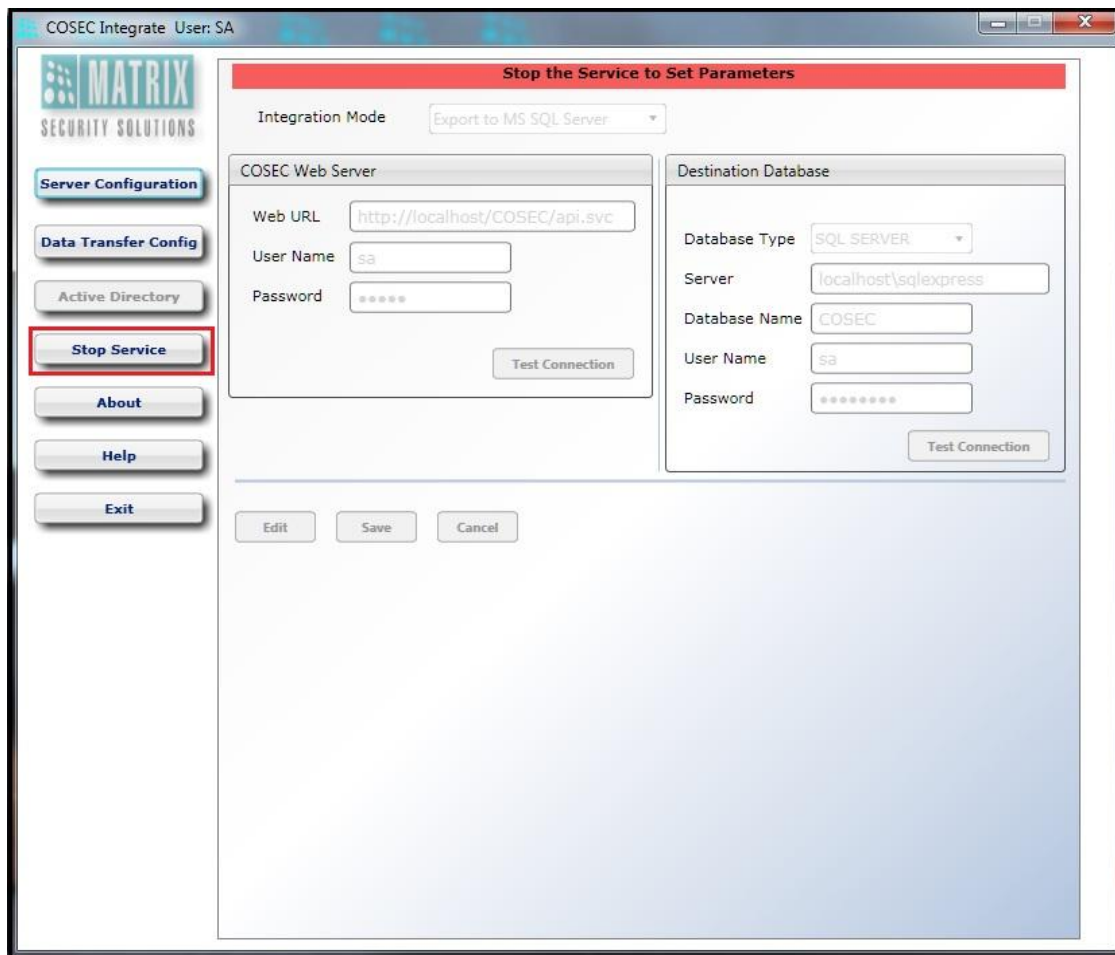 COSEC Integrate User: SA
MATRIX
SECURITY SOLUTIONS
Server Configuration
Data Transfer Config
Active Directory
Stop Service
About
Help
Exit
Stop the Service to Set Parameters
Integration Mode Export to MS SQL Server
COSEC Web Server
Web URL http://localhost/COSEC/api.svc
User Name sa
Password •••••
Test Connection
Destination Database
Database Type SQL SERVER
Server localhost\sqlexpress
Database Name COSEC
User Name sa
Password ••••••••
Test Connection
Edit Save Cancel